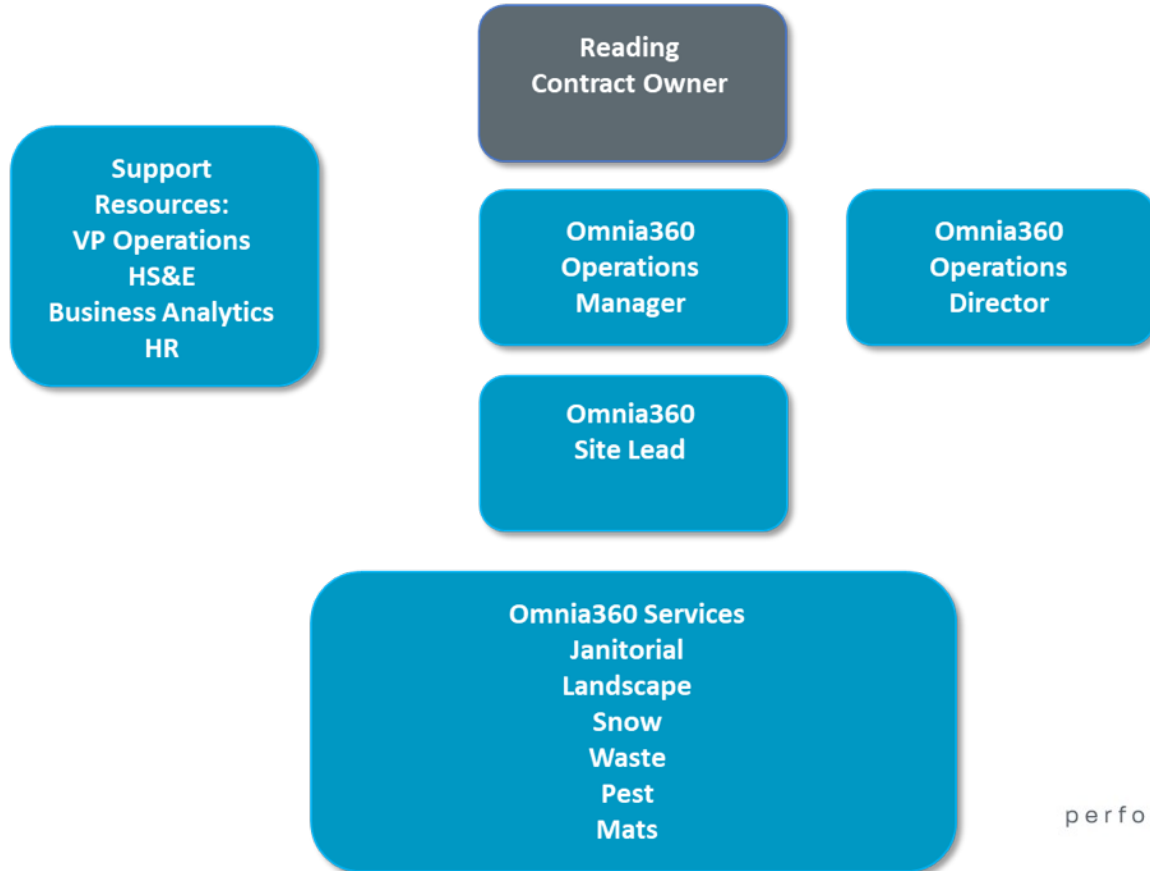 Reading
Contract Owner
Support
Resources:
VP Operations
HS&E
Business Analytics
HR
Omnia360
Operations
Manager
Omnia360
Operations
Director
Omnia360
Site Lead
Omnia360 Services
Janitorial
Landscape
Snow
Waste
Pest
Mats
perfo